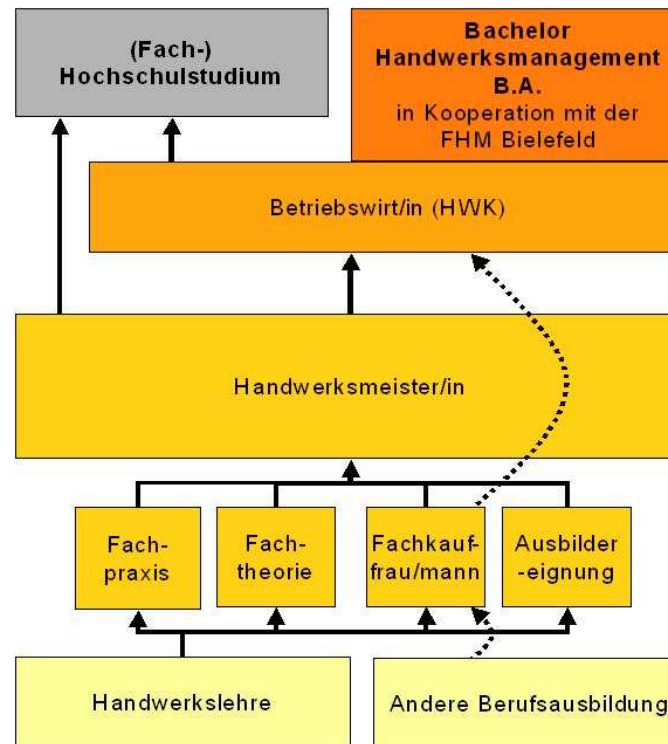 (Fach-)
Hochschulstudium
Bachelor
Handwerksmanagement
B.A.
in Kooperation mit der
FHM Bielefeld
Betriebswirt/in (HWK)
Handwerksmeister/in
Fach-
praxis
Fach-
theorie
Fachkauf-
frau/mann
Ausbilder
-eignung
Handwerkslehre
Andere Berufsausbildung